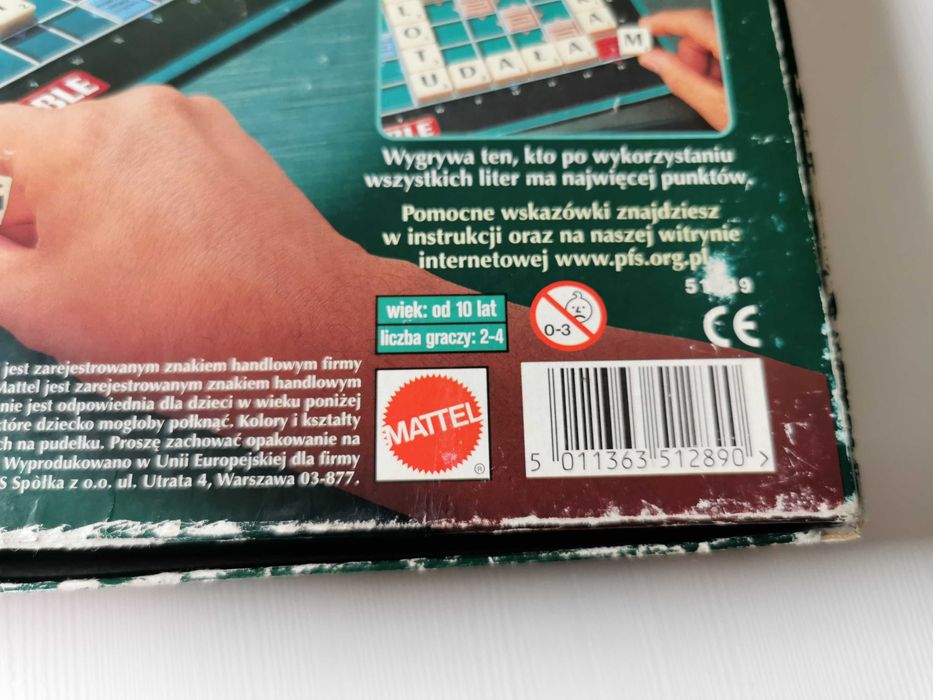 BLE
L
O
T
UDAŁA M
BLE
Wygrywa ten, kto po wykorzystaniu
wszystkich liter ma najwięcej punktów,
Pomocne wskazówki znajdziesz
w instrukcji oraz na naszej witrynie
internetowej www.pfs.org.pl
wiek: od 10 lat
liczba graczy: 2-4
0-3
CE
jest zarejestrowanym znakiem handlowym firmy
Mattel jest zarejestrowanym znakiem handlowym
nie jest odpowiednia dla dzieci w wieku poniżej
które dziecko mogłoby połknąć. Kolory i kształty
ch na pudełku. Proszę zachować opakowanie na
Wyprodukowano w Unii Europejskiej dla firmy
S Spółka z o.o. ul. Utrata 4, Warszawa 03-877.
MATTEL
®
5 011363 512890 >